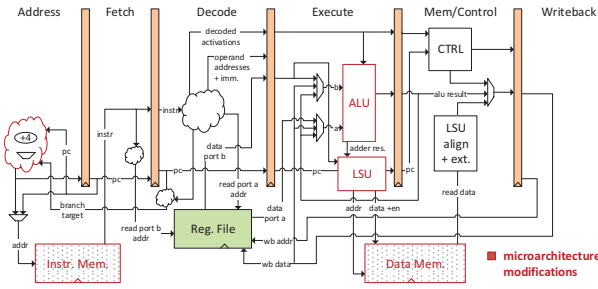 Address
Fetch
Decode
Execute
Mem/Control
Writeback
decoded
activations
operand
addresses
+ imm.
CTRL
+4
instr
instr
b
ALU
alu result
a
data
port b
adder res.
LSU
align
+ ext.
pc
pc
pc
pc
pc
LSU
read port a
addr
read data
branch
target
data
port a
addr
data +en
read port b
addr
Reg. File
addr
wb addr
wb data
Instr. Mem.
Data Mem.
microarchitecture
modifications